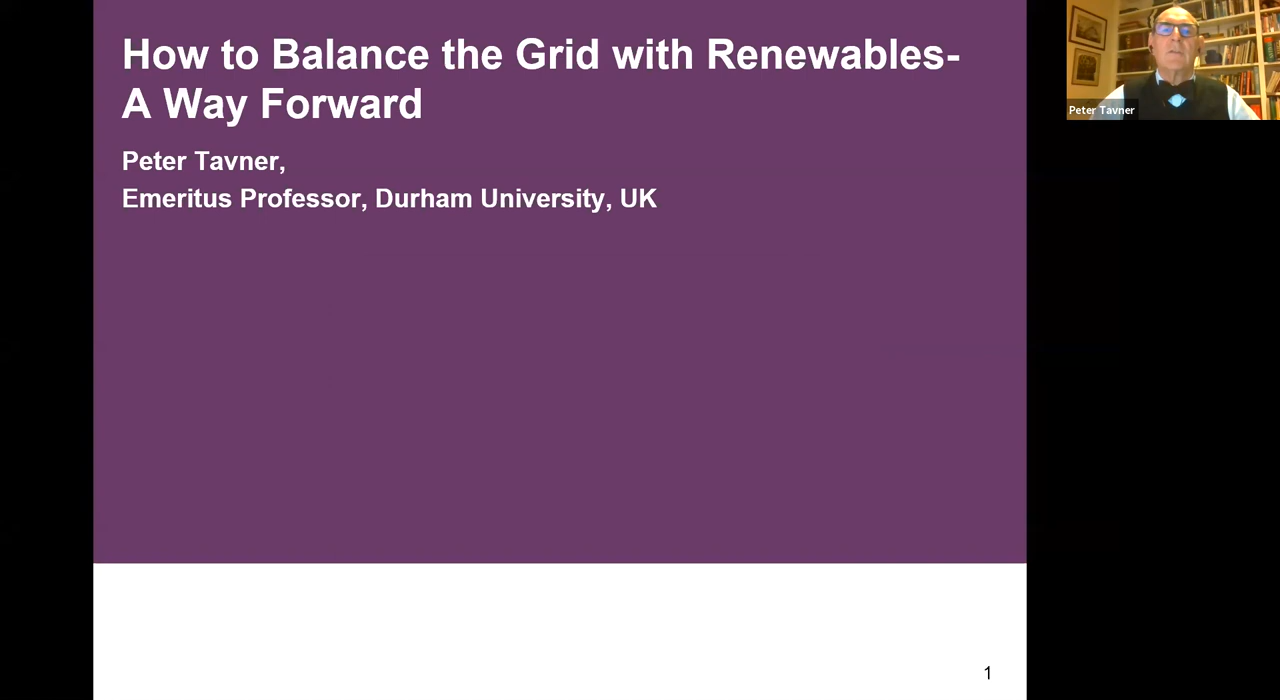 How to Balance the Grid with Renewables-
A Way Forward
Peter Tavner,
Emeritus Professor, Durham University, UK
Peter Tavner
1